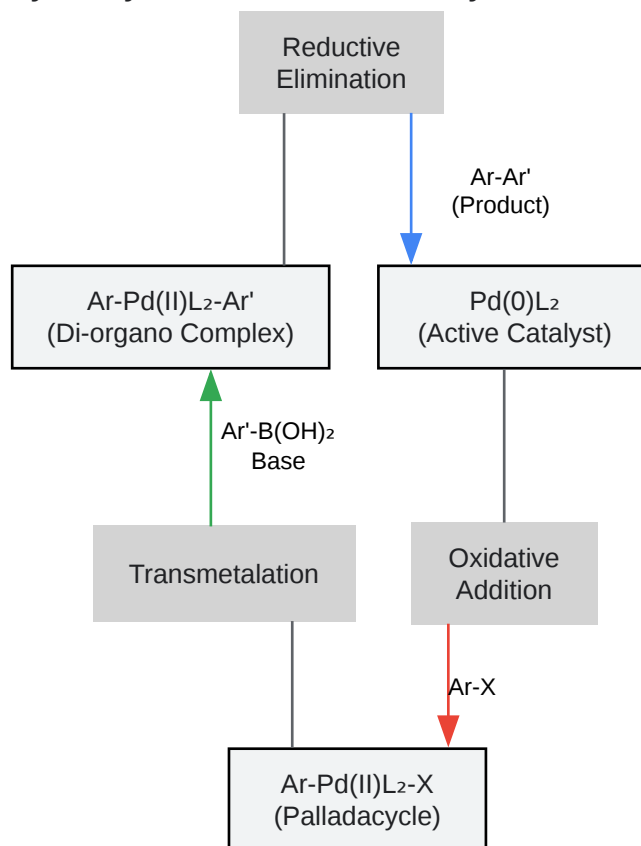 Reductive
Elimination
Ar-Ar'
(Product)
Ar-Pd(II)L₂-Ar'
(Di-organo Complex)
Pd(0)L₂
(Active Catalyst)
Ar'-B(OH)₂
Base
Transmetalation
Oxidative
Addition
Ar-X
Ar-Pd(II)L₂-X
(Palladacycle)